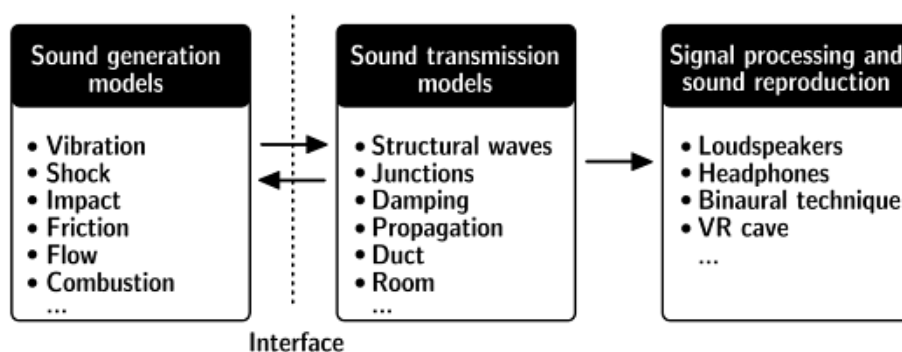 Sound generation
models
• Vibration
• Shock
• Impact
• Friction
• Flow
• Combustion
...
Interface
Sound transmission
models
• Structural waves
• Junctions
• Damping
• Propagation
• Duct
• Room
...
Signal processing and
sound reproduction
• Loudspeakers
• Headphones
• Binaural technique
• VR cave
...